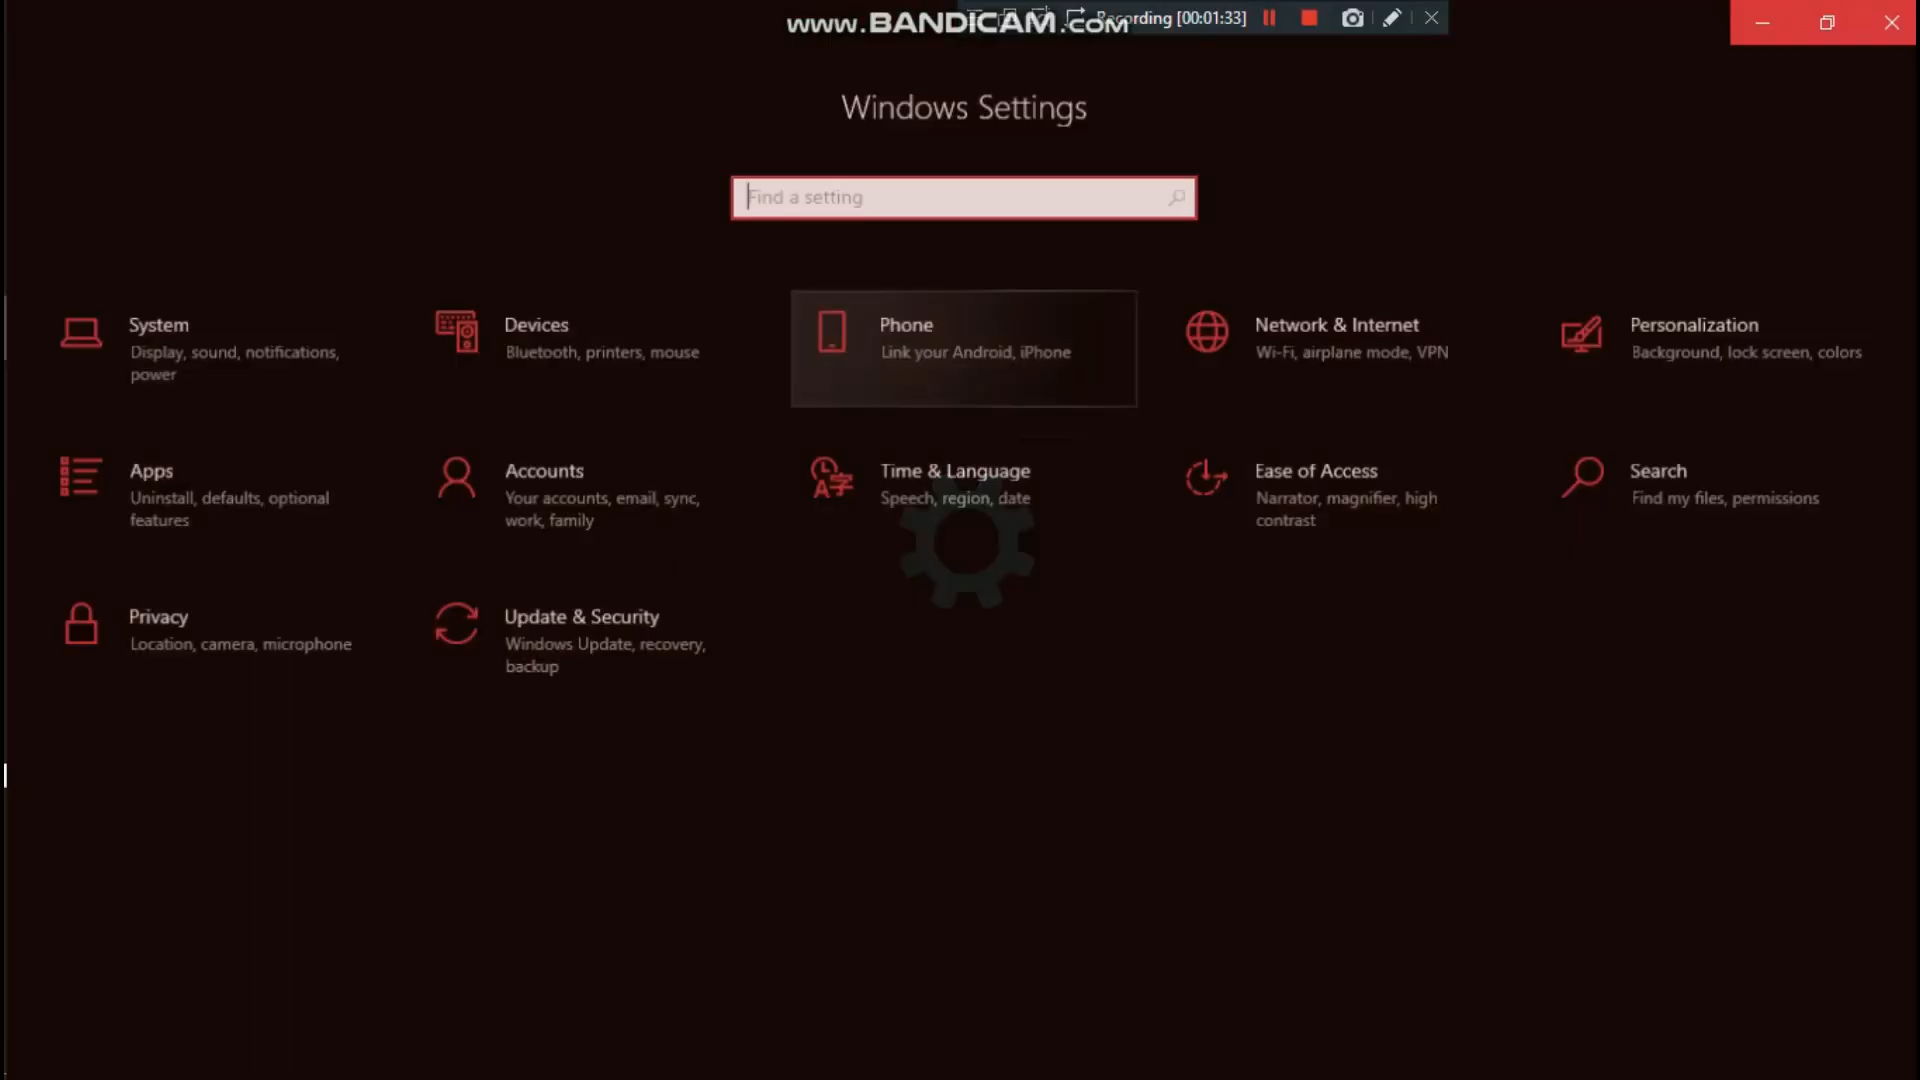 www.BANDICAM.com
Recording [00:01:33]
Windows Settings
Find a setting
System
Display, sound, notifications,
power
Devices
Bluetooth, printers, mouse
Phone
Link your Android, iPhone
Network & Internet
Wi-Fi, airplane mode, VPN
Personalization
Background, lock screen, colors
Apps
Uninstall, defaults, optional
features
Accounts
Your accounts, email, sync,
work, family
Time & Language
Speech, region, date
Ease of Access
Narrator, magnifier, high
contrast
Search
Find my files, permissions
Privacy
Location, camera, microphone
Update & Security
Windows Update, recovery,
backup